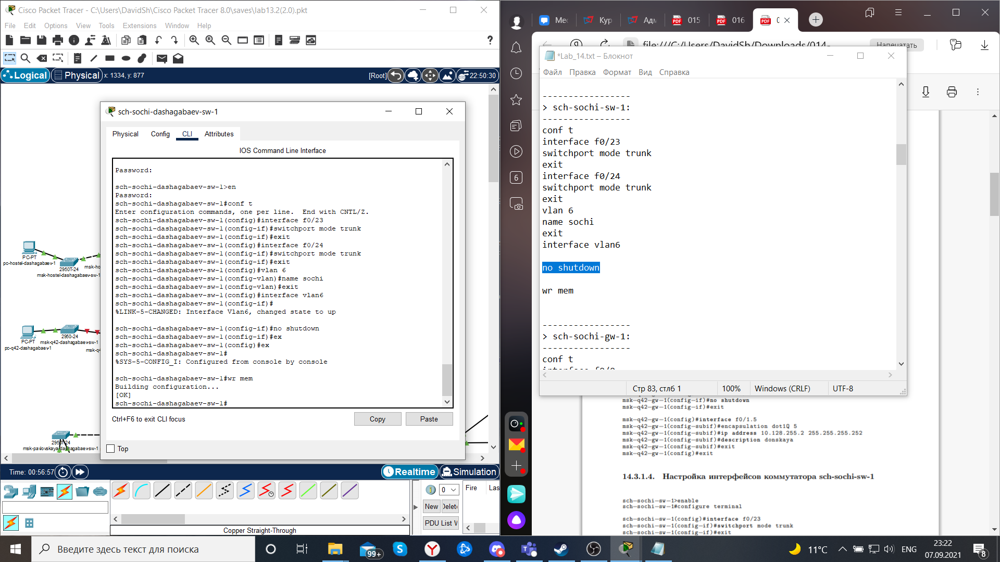 Cisco Packet Tracer - C:\Users\DavidSh\Cisco Packet Tracer 8.0\saves\lab13.2(2.0).pkt
File Edit Options View Tools Extensions Window Help
Logical Physical x: 1334, y: 877 [Root] 22:50:30
sch-sochi-dashagabaev-sw-1
Physical Config CLI Attributes
IOS Command Line Interface
Password:
sch-sochi-dashagabaev-sw-1>en
Password:
sch-sochi-dashagabaev-sw-1#conf t
Enter configuration commands, one per line.  End with CNTL/Z.
sch-sochi-dashagabaev-sw-1(config)#interface f0/23
sch-sochi-dashagabaev-sw-1(config-if)#switchport mode trunk
sch-sochi-dashagabaev-sw-1(config-if)#exit
sch-sochi-dashagabaev-sw-1(config)#interface f0/24
sch-sochi-dashagabaev-sw-1(config-if)#switchport mode trunk
sch-sochi-dashagabaev-sw-1(config-if)#exit
sch-sochi-dashagabaev-sw-1(config)#vlan 6
sch-sochi-dashagabaev-sw-1(config-vlan)#name sochi
sch-sochi-dashagabaev-sw-1(config-vlan)#exit
sch-sochi-dashagabaev-sw-1(config)#interface vlan6
sch-sochi-dashagabaev-sw-1(config-if)#
%LINK-5-CHANGED: Interface Vlan6, changed state to up
sch-sochi-dashagabaev-sw-1(config-if)#no shutdown
sch-sochi-dashagabaev-sw-1(config-if)#ex
sch-sochi-dashagabaev-sw-1(config)#ex
sch-sochi-dashagabaev-sw-1#
%SYS-5-CONFIG_I: Configured from console by console
sch-sochi-dashagabaev-sw-1#wr mem
Building configuration...
[OK]
sch-sochi-dashagabaev-sw-1#
Ctrl+F6 to exit CLI focus
Copy Paste
Top
PC-PT
pc-hostel-dashagabaev-1
2950T-24
msk-hostel-dashagabaev-sw-1
msk-ho
PC-PT
pc-q42-dashagabaev-1
2950-24
msk-q42-dashagabaev-sw-1
msk-q4
2950T-24
msk-pavlovskaya-dashagabaev-sw-1
Time: 00:56:57
Realtime Simulation
0
Fire Las
New Delete
PDU List W
Copper Straight-Through
Мес Кур Адм 015 016 0
file:///C:/Users/DavidSh/Downloads/014-
Напечатать
6
*Lab_14.txt – Блокнот
Файл Правка Формат Вид Справка
-----------------
> sch-sochi-sw-1:
-----------------
conf t
interface f0/23
switchport mode trunk
exit
interface f0/24
switchport mode trunk
exit
vlan 6
name sochi
exit
interface vlan6
no shutdown
wr mem
-----------------
> sch-sochi-gw-1:
-----------------
conf t
interface f0/0
Стр 83, стлб 1 100% Windows (CRLF) UTF-8
msk-q42-gw-1(config-if)#no shutdown
msk-q42-gw-1(config-if)#exit
msk-q42-gw-1(config)#interface f0/1.5
msk-q42-gw-1(config-subif)#encapsulation dot1Q 5
msk-q42-gw-1(config-subif)#ip address 10.128.255.2 255.255.255.252
msk-q42-gw-1(config-subif)#description donskaya
msk-q42-gw-1(config-subif)#exit
msk-q42-gw-1(config)#exit
14.3.1.4. Настройка интерфейсов коммутатора sch-sochi-sw-1
sch-sochi-sw-1>enable
sch-sochi-sw-1#configure terminal
sch-sochi-sw-1(config)#interface f0/23
sch-sochi-sw-1(config-if)#switchport mode trunk
sch-sochi-sw-1(config-if)#exit
Введите здесь текст для поиска
99+
11°C
ENG
23:22
07.09.2021
8